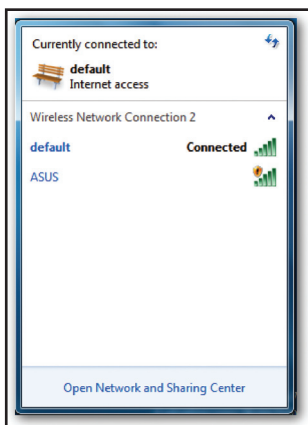 Currently connected to:
default
Internet access
Wireless Network Connection 2
default Connected
ASUS
Open Network and Sharing Center